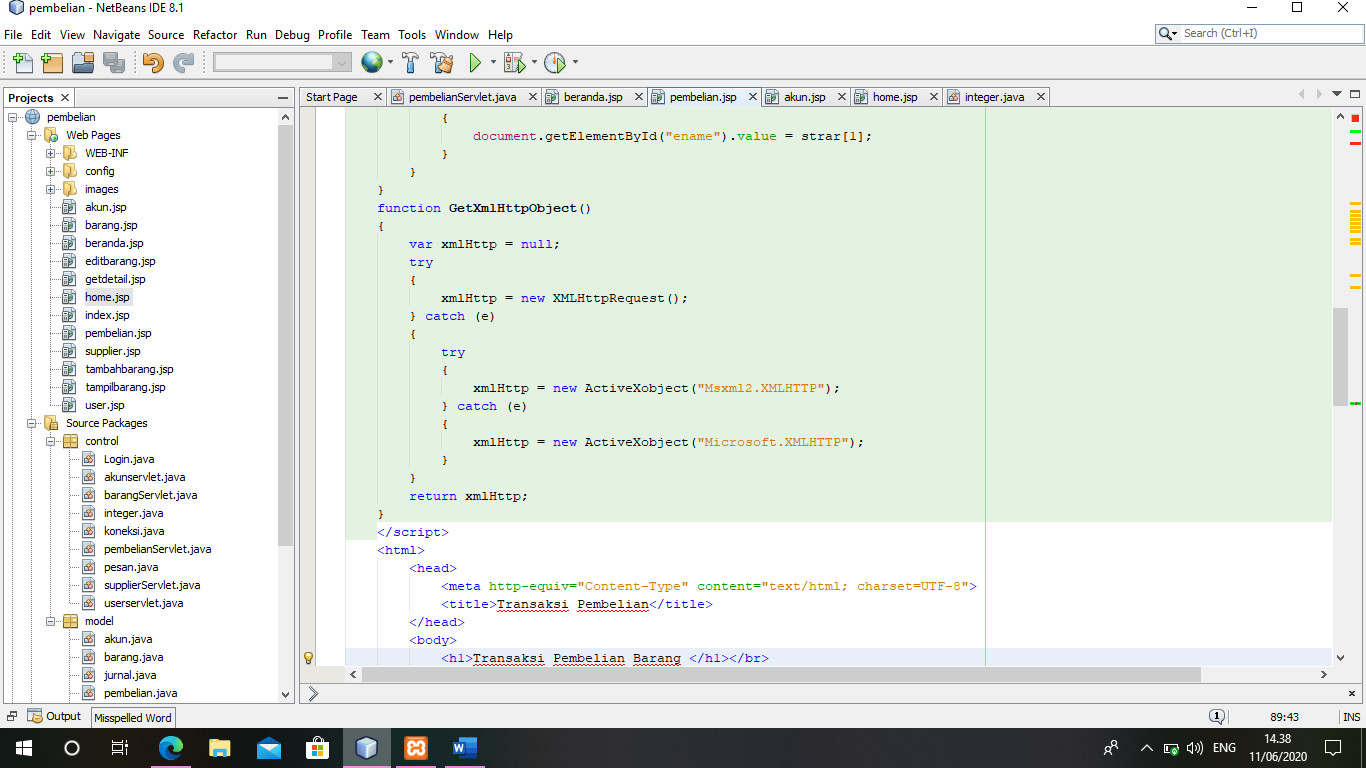 pembelian - NetBeans IDE 8.1
File Edit View Navigate Source Refactor Run Debug Profile Team Tools Window Help
Search (Ctrl+I)
Projects
Start Page pembelianServlet.java beranda.jsp pembelian.jsp akun.jsp home.jsp integer.java
pembelian
Web Pages
WEB-INF
config
images
akun.jsp
barang.jsp
beranda.jsp
editbarang.jsp
getdetail.jsp
home.jsp
index.jsp
pembelian.jsp
supplier.jsp
tambahbarang.jsp
tampilbarang.jsp
user.jsp
Source Packages
control
Login.java
akunservlet.java
barangServlet.java
integer.java
koneksi.java
pembelianServlet.java
pesan.java
supplierServlet.java
userservlet.java
model
akun.java
barang.java
jurnal.java
pembelian.java
{
document.getElementById("ename").value = strar[1];
}
}
}
function GetXmlHttpObject()
{
var xmlHttp = null;
try
{
xmlHttp = new XMLHttpRequest();
} catch (e)
{
try
{
xmlHttp = new ActiveXobject("Msxml2.XMLHTTP");
} catch (e)
{
xmlHttp = new ActiveXobject("Microsoft.XMLHTTP");
}
}
return xmlHttp;
}
</script>
<html>
<head>
<meta http-equiv="Content-Type" content="text/html; charset=UTF-8">
<title>Transaksi Pembelian</title>
</head>
<body>
<h1>Transaksi Pembelian Barang </h1></br>
Output Misspelled Word
1 89:43 INS
ENG
14.38
11/06/2020